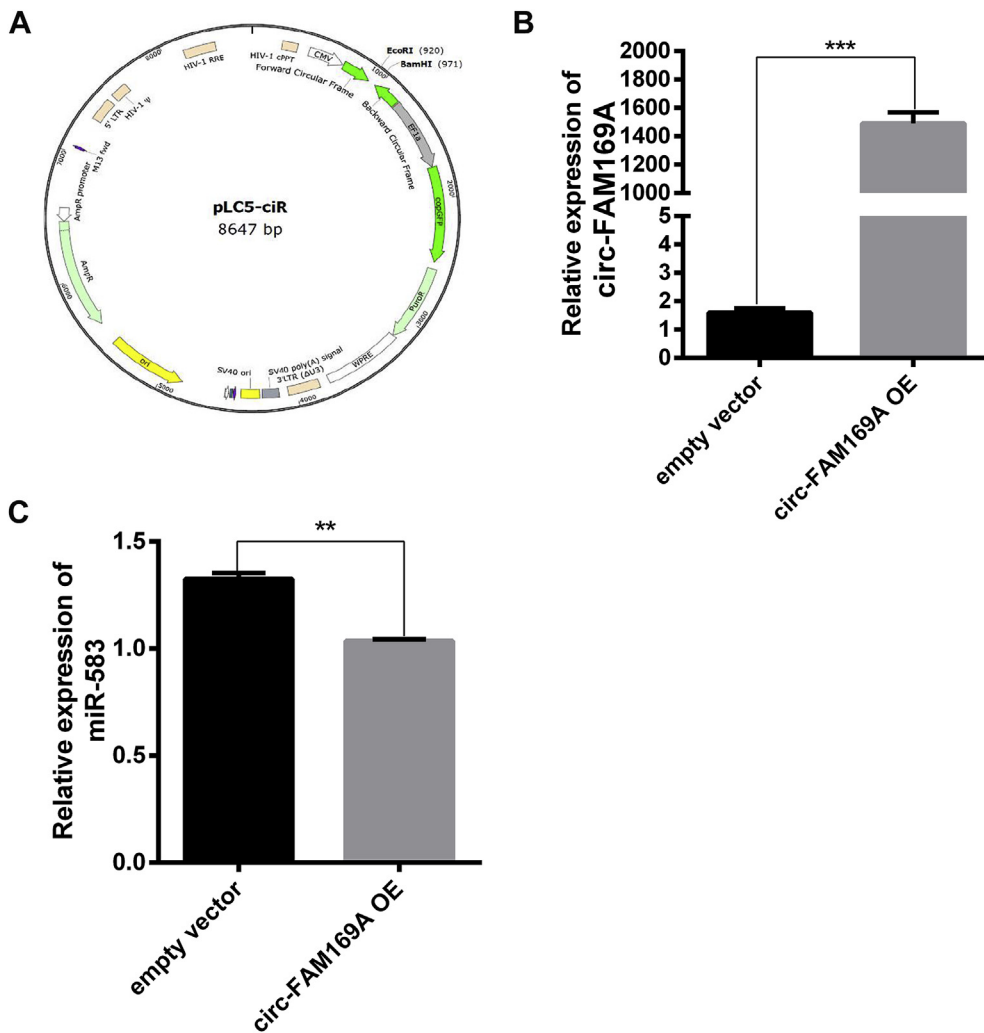 A
HIV-1 RRE
HIV-1 cPPT
CMV
EcoRI (920)
BamHI (971)
Forward Circular Frame
Backward Circular Frame
EF1a
copGFP
PuroR
WPRE
3'LTR (ΔU3)
SV40 poly(A) signal
SV40 ori
ori
AmpR
AmpR promoter
M13 fwd
5' LTR
HIV-1 ψ
1000
2000
3000
4000
5000
6000
7000
8000
pLC5-ciR
8647 bp
B
Relative expression of
circ-FAM169A
2000
1800
1600
1400
1200
1000
5
4
3
2
1
0
***
empty vector
circ-FAM169A OE
C
Relative expression of
miR-583
1.5
1.0
0.5
0.0
**
empty vector
circ-FAM169A OE